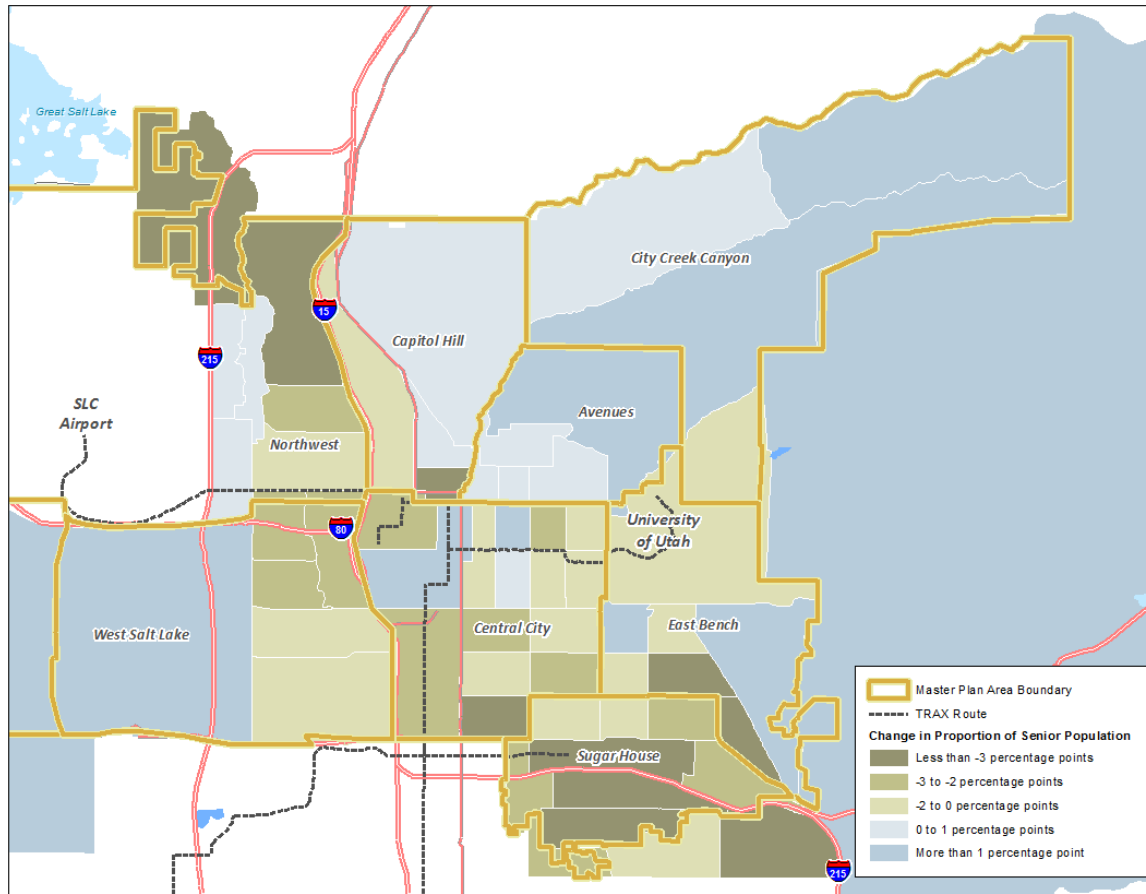 Great Salt Lake
City Creek Canyon
15
Capitol Hill
215
SLC
Airport
Avenues
Northwest
80
University
of Utah
West Salt Lake
Central City
East Bench
Sugar House
215
Master Plan Area Boundary
TRAX Route
Change in Proportion of Senior Population
Less than -3 percentage points
-3 to -2 percentage points
-2 to 0 percentage points
0 to 1 percentage points
More than 1 percentage point